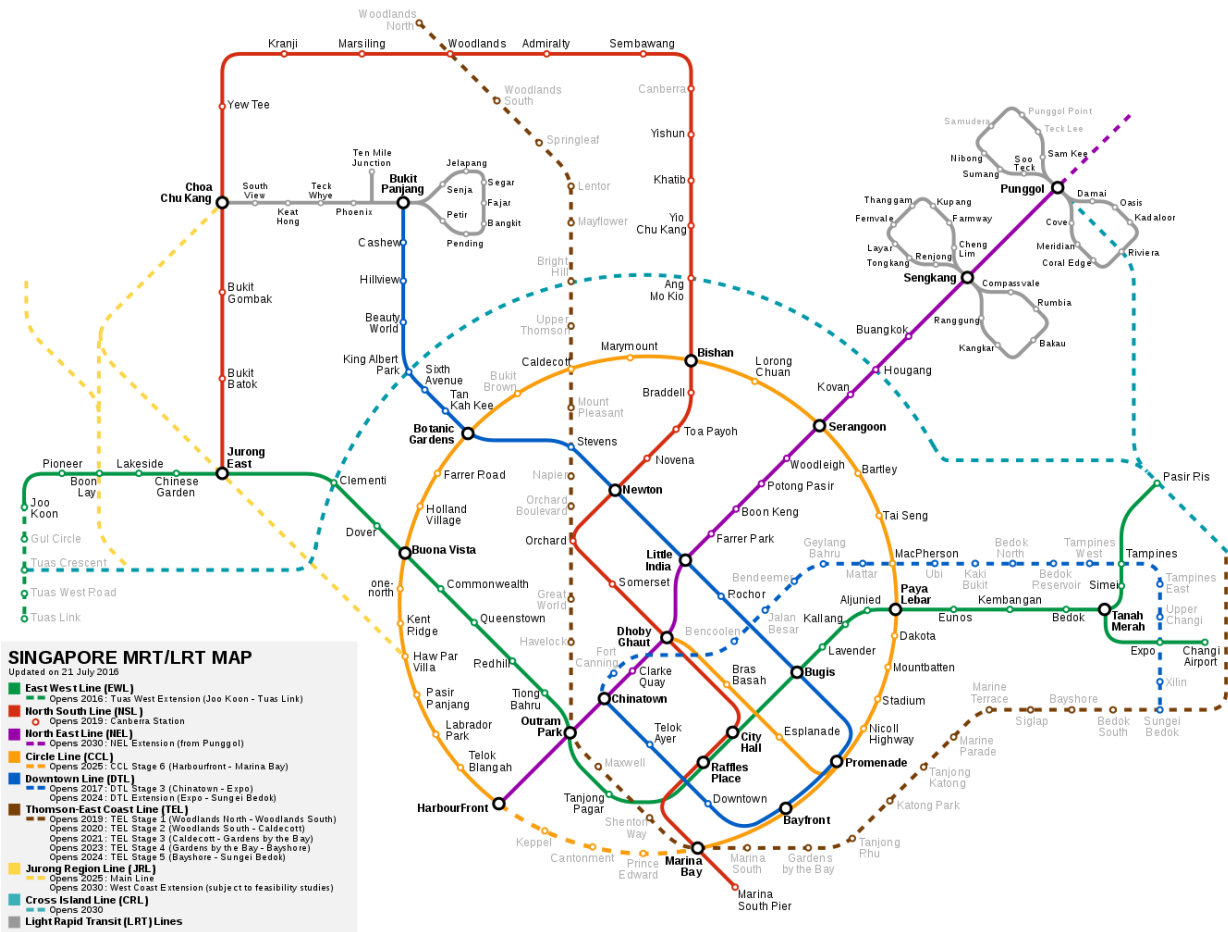 Woodlands
North
Kranji
Marsiling
Woodlands
Admiralty
Sembawang
Woodlands
South
Canberra
Yew Tee
Springleaf
Yishun
Samudera
Punggol Point
Teck Lee
Ten Mile
Junction
Jelapang
Nibong
Soo
Teck
Sam Kee
Choa
Chu Kang
South
View
Teck
Whye
Bukit
Panjang
Senja
Segar
Lentor
Khatib
Sumang
Punggol
Damai
Keat
Hong
Phoenix
Petir
Fajar
Thanggam
Kupang
Oasis
Bangkit
Mayflower
Yio
Chu Kang
Fernvale
Farmway
Cove
Kadaloor
Cashew
Pending
Layar
Cheng
Lim
Meridian
Riviera
Bright
Hill
Tongkang
Renjong
Coral Edge
Hillview
Sengkang
Compassvale
Bukit
Gombak
Ang
Mo Kio
Rumbia
Beauty
World
Upper
Thomson
Ranggung
Buangkok
Kangkar
Bakau
King Albert
Park
Caldecott
Marymount
Bishan
Lorong
Chuan
Hougang
Bukit
Batok
Sixth
Avenue
Bukit
Brown
Kovan
Tan
Kah Kee
Mount
Pleasant
Braddell
Botanic
Gardens
Toa Payoh
Serangoon
Stevens
Jurong
East
Novena
Woodleigh
Pioneer
Lakeside
Farrer Road
Napier
Bartley
Boon
Lay
Chinese
Garden
Clementi
Newton
Potong Pasir
Pasir Ris
Joo
Koon
Holland
Village
Orchard
Boulevard
Boon Keng
Tai Seng
Dover
Orchard
Farrer Park
Gul Circle
Buona Vista
Little
India
Geylang
Bahru
MacPherson
Bedok
North
Tampines
West
Tampines
Tuas Crescent
one-
north
Commonwealth
Somerset
Bendeemer
Mattar
Ubi
Kaki
Bukit
Bedok
Reservoir
Simei
Tampines
East
Tuas West Road
Great
World
Rochor
Aljunied
Paya
Lebar
Kembangan
Tuas Link
Kent
Ridge
Queenstown
Jalan
Besar
Kallang
Eunos
Bedok
Tanah
Merah
Upper
Changi
Dhoby
Ghaut
Bencoolen
Dakota
Havelock
Fort
Canning
Lavender
Expo
Changi
Airport
Haw Par
Villa
Redhill
Clarke
Quay
Bras
Basah
Bugis
Mountbatten
Xilin
Pasir
Panjang
Tiong
Bahru
Chinatown
Stadium
Marine
Terrace
Bayshore
Labrador
Park
Outram
Park
Telok
Ayer
City
Hall
Esplanade
Nicoll
Highway
Siglap
Bedok
South
Sungei
Bedok
Telok
Blangah
Maxwell
Raffles
Place
Promenade
Marine
Parade
Tanjong
Katong
HarbourFront
Tanjong
Pagar
Downtown
Bayfront
Katong Park
Shenton
Way
Keppel
Cantonment
Prince
Edward
Marina
Bay
Marina
South
Gardens
by the Bay
Tanjong
Rhu
Marina
South Pier
SINGAPORE MRT/LRT MAP
Updated on 21 July 2016
East West Line (EWL)
Opens 2016: Tuas West Extension (Joo Koon - Tuas Link)
North South Line (NSL)
Opens 2019: Canberra Station
North East Line (NEL)
Opens 2030: NEL Extension (from Punggol)
Circle Line (CCL)
Opens 2025: CCL Stage 6 (Harbourfront - Marina Bay)
Downtown Line (DTL)
Opens 2017: DTL Stage 3 (Chinatown - Expo)
Opens 2024: DTL Extension (Expo - Sungei Bedok)
Thomson-East Coast Line (TEL)
Opens 2019: TEL Stage 1 (Woodlands North - Woodlands South)
Opens 2020: TEL Stage 2 (Woodlands South - Caldecott)
Opens 2021: TEL Stage 3 (Caldecott - Gardens by the Bay)
Opens 2023: TEL Stage 4 (Gardens by the Bay - Bayshore)
Opens 2024: TEL Stage 5 (Bayshore - Sungei Bedok)
Jurong Region Line (JRL)
Opens 2025: Main Line
Opens 2030: West Coast Extension (subject to feasibility studies)
Cross Island Line (CRL)
Opens 2030
Light Rapid Transit (LRT) Lines